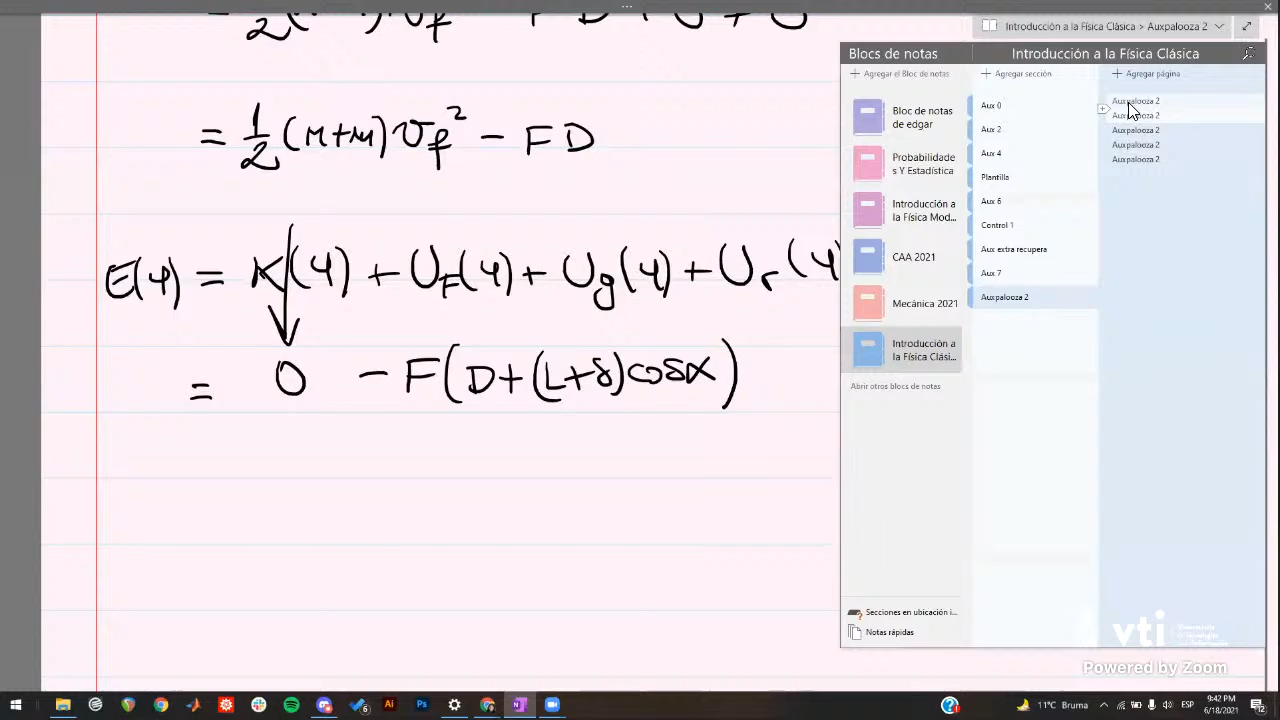 Introducción a la Física Clásica > Auxpalooza 2
= 1/2 (M+m) v_f² - FD
E(4) = K(4) + U_F(4) + U_g(4) + U_r(4)
0
= - F(D+(L+δ)cosα)
Blocs de notas
Introducción a la Física Clásica
+ Agregar el Bloc de notas
+ Agregar sección
+ Agregar página
Bloc de notas
de edgar
Probabilidade
s Y Estadística
Introducción a
la Física Mod...
CAA 2021
Mecánica 2021
Introducción a
la Física Clási...
Abrir otros blocs de notas
Aux 0
Aux 2
Aux 4
Plantilla
Aux 6
Control 1
Aux extra recupera
Aux 7
Auxpalooza 2
Auxpalooza 2
Auxpalooza 2
Auxpalooza 2
Auxpalooza 2
Auxpalooza 2
Secciones en ubicación i...
Notas rápidas
vti
Powered by Zoom
11°C Bruma
ESP
9:42 PM
6/18/2021